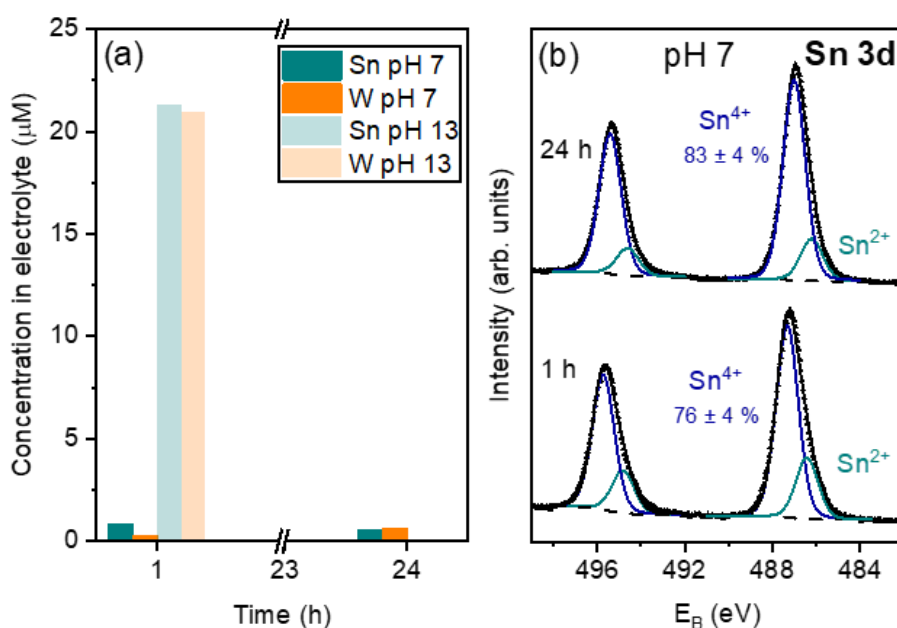 (a)
Sn pH 7
W pH 7
Sn pH 13
W pH 13
Concentration in electrolyte (μM)
25
20
15
10
5
0
1
23
24
Time (h)
(b)
pH 7
Sn 3d
24 h
Sn⁴⁺
83 ± 4 %
Sn²⁺
1 h
Sn⁴⁺
76 ± 4 %
Sn²⁺
Intensity (arb. units)
496
492
488
484
E_B (eV)